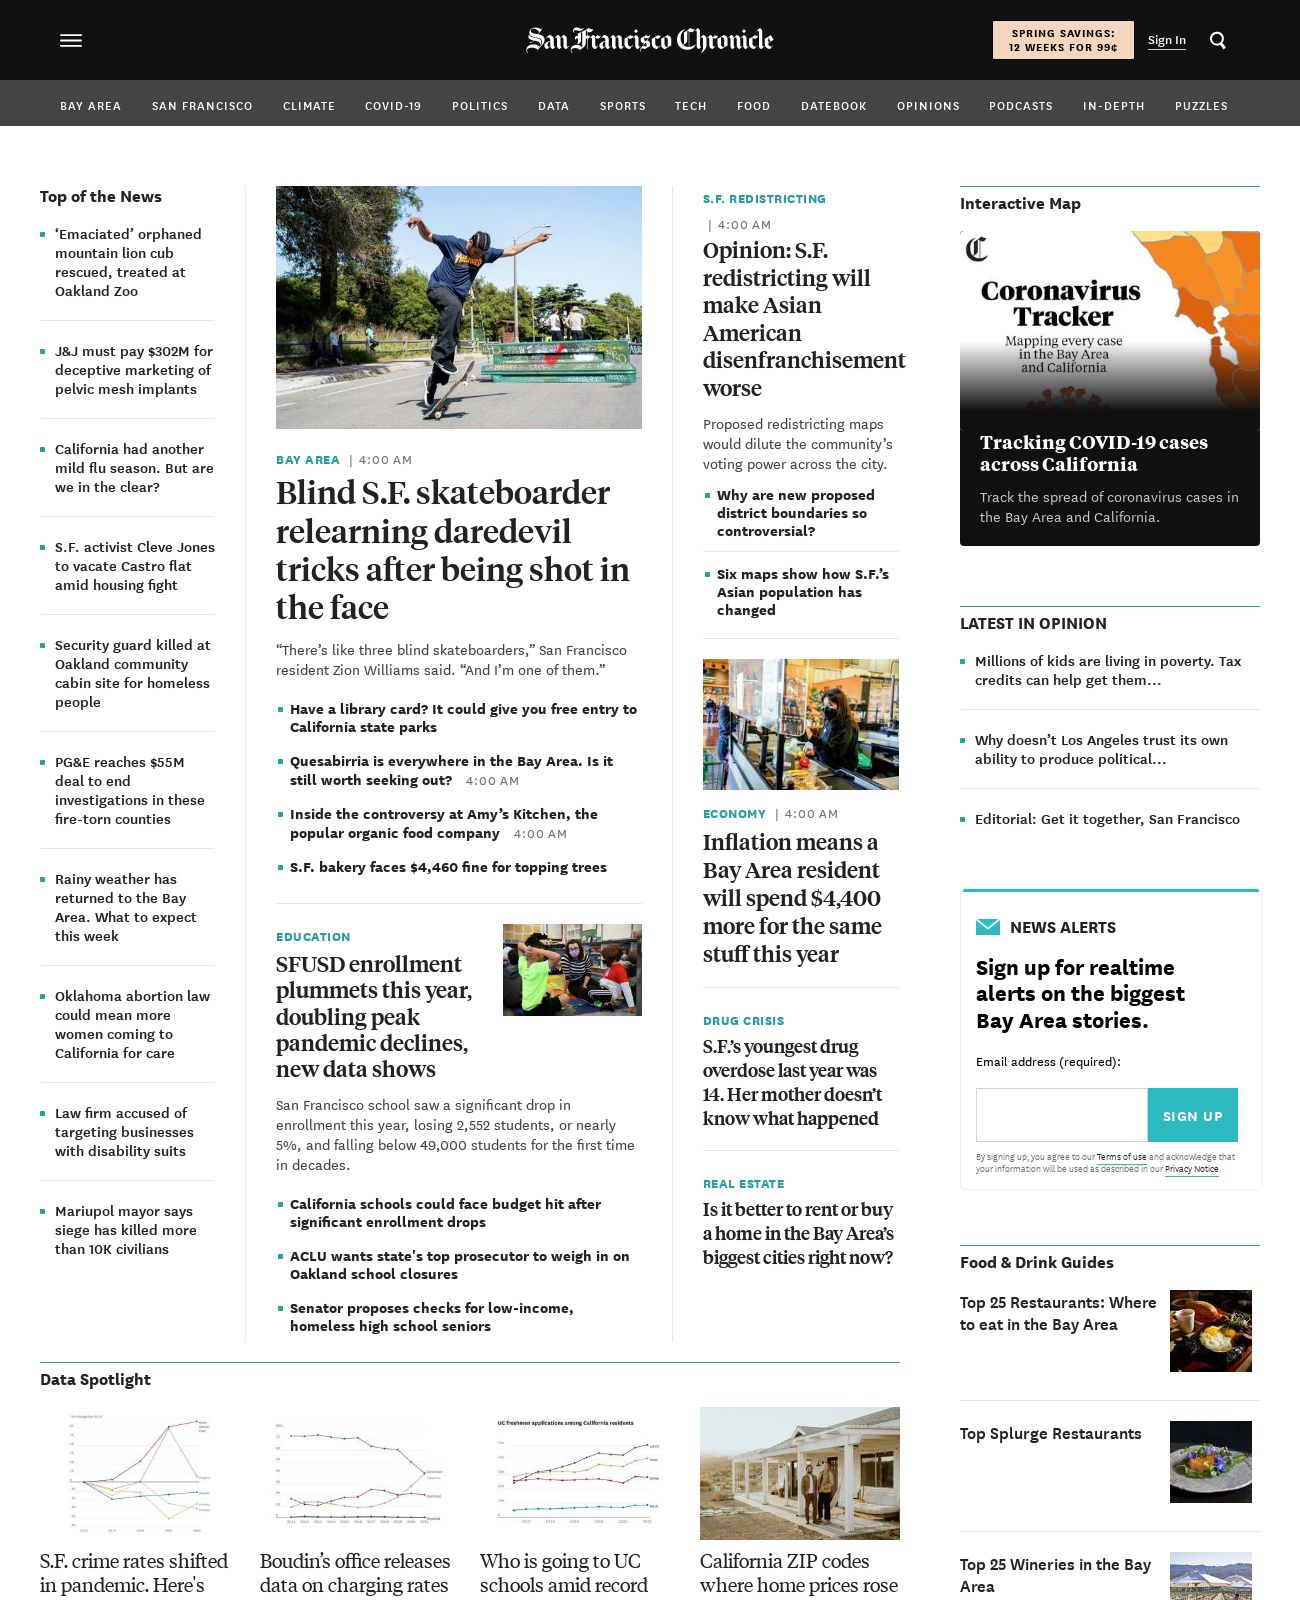 San Francisco Chronicle
SPRING SAVINGS:
12 WEEKS FOR 99¢
Sign In
BAY AREA
SAN FRANCISCO
CLIMATE
COVID-19
POLITICS
DATA
SPORTS
TECH
FOOD
DATEBOOK
OPINIONS
PODCASTS
IN-DEPTH
PUZZLES
Top of the News
‘Emaciated’ orphaned
mountain lion cub
rescued, treated at
Oakland Zoo
J&J must pay $302M for
deceptive marketing of
pelvic mesh implants
California had another
mild flu season. But are
we in the clear?
S.F. activist Cleve Jones
to vacate Castro flat
amid housing fight
Security guard killed at
Oakland community
cabin site for homeless
people
PG&E reaches $55M
deal to end
investigations in these
fire-torn counties
Rainy weather has
returned to the Bay
Area. What to expect
this week
Oklahoma abortion law
could mean more
women coming to
California for care
Law firm accused of
targeting businesses
with disability suits
Mariupol mayor says
siege has killed more
than 10K civilians
BAY AREA | 4:00 AM
Blind S.F. skateboarder
relearning daredevil
tricks after being shot in
the face
“There’s like three blind skateboarders,” San Francisco
resident Zion Williams said. “And I’m one of them.”
Have a library card? It could give you free entry to
California state parks
Quesabirria is everywhere in the Bay Area. Is it
still worth seeking out? 4:00 AM
Inside the controversy at Amy’s Kitchen, the
popular organic food company 4:00 AM
S.F. bakery faces $4,460 fine for topping trees
EDUCATION
SFUSD enrollment
plummets this year,
doubling peak
pandemic declines,
new data shows
San Francisco school saw a significant drop in
enrollment this year, losing 2,552 students, or nearly
5%, and falling below 49,000 students for the first time
in decades.
California schools could face budget hit after
significant enrollment drops
ACLU wants state's top prosecutor to weigh in on
Oakland school closures
Senator proposes checks for low-income,
homeless high school seniors
S.F. REDISTRICTING
| 4:00 AM
Opinion: S.F.
redistricting will
make Asian
American
disenfranchisement
worse
Proposed redistricting maps
would dilute the community’s
voting power across the city.
Why are new proposed
district boundaries so
controversial?
Six maps show how S.F.’s
Asian population has
changed
ECONOMY | 4:00 AM
Inflation means a
Bay Area resident
will spend $4,400
more for the same
stuff this year
DRUG CRISIS
S.F.’s youngest drug
overdose last year was
14. Her mother doesn’t
know what happened
REAL ESTATE
Is it better to rent or buy
a home in the Bay Area’s
biggest cities right now?
Interactive Map
C
Coronavirus
Tracker
Mapping every case
in the Bay Area
and California
Tracking COVID-19 cases
across California
Track the spread of coronavirus cases in
the Bay Area and California.
LATEST IN OPINION
Millions of kids are living in poverty. Tax
credits can help get them…
Why doesn’t Los Angeles trust its own
ability to produce political…
Editorial: Get it together, San Francisco
NEWS ALERTS
Sign up for realtime
alerts on the biggest
Bay Area stories.
Email address (required):
SIGN UP
By signing up, you agree to our Terms of use and acknowledge that
your information will be used as described in our Privacy Notice.
Food & Drink Guides
Top 25 Restaurants: Where
to eat in the Bay Area
Top Splurge Restaurants
Top 25 Wineries in the Bay
Area
Data Spotlight
UC freshmen applications among California residents
S.F. crime rates shifted
in pandemic. Here's
Boudin’s office releases
data on charging rates
Who is going to UC
schools amid record
California ZIP codes
where home prices rose